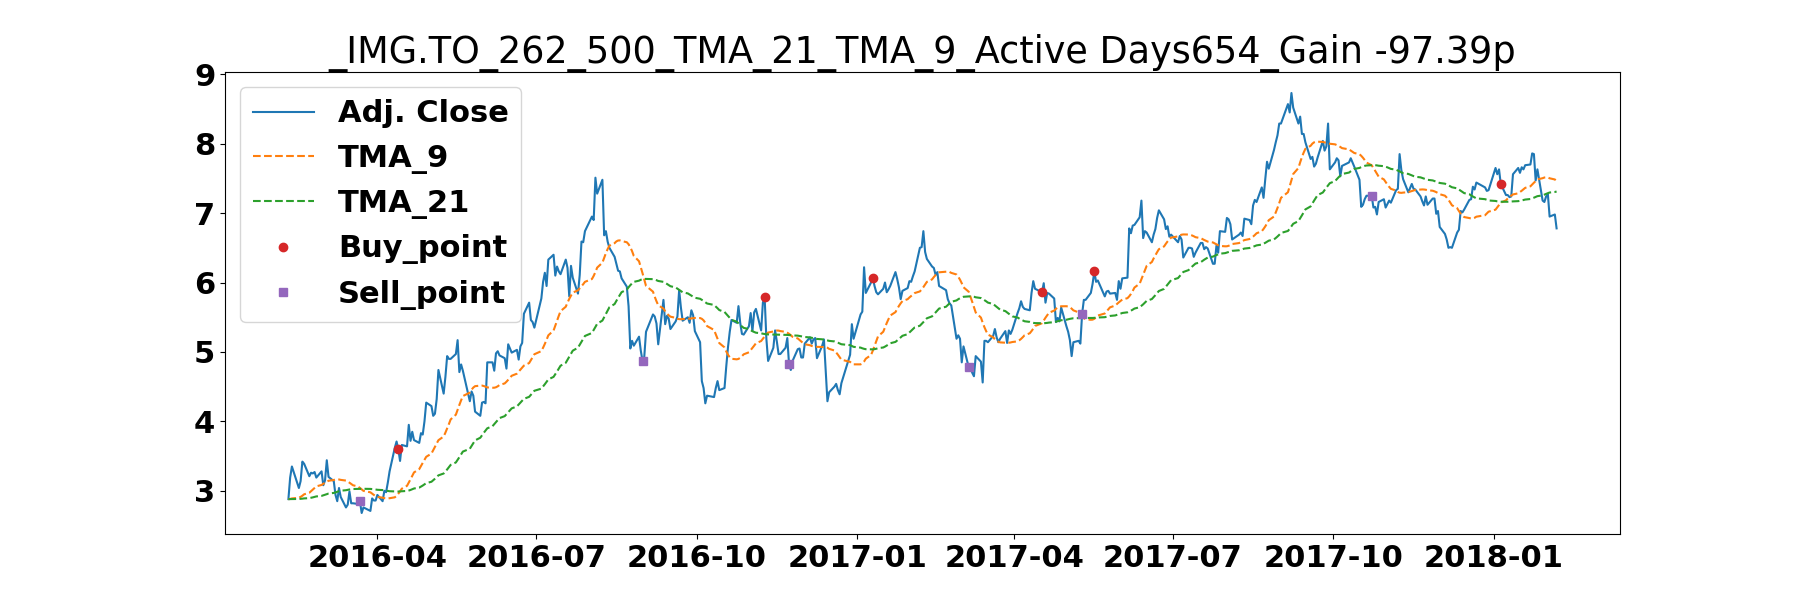 _IMG.TO_262_500_TMA_21_TMA_9_Active Days654_Gain -97.39p
9
8
7
6
5
4
3
Adj. Close
TMA_9
TMA_21
Buy_point
Sell_point
2016-04 2016-07 2016-10 2017-01 2017-04 2017-07 2017-10 2018-01